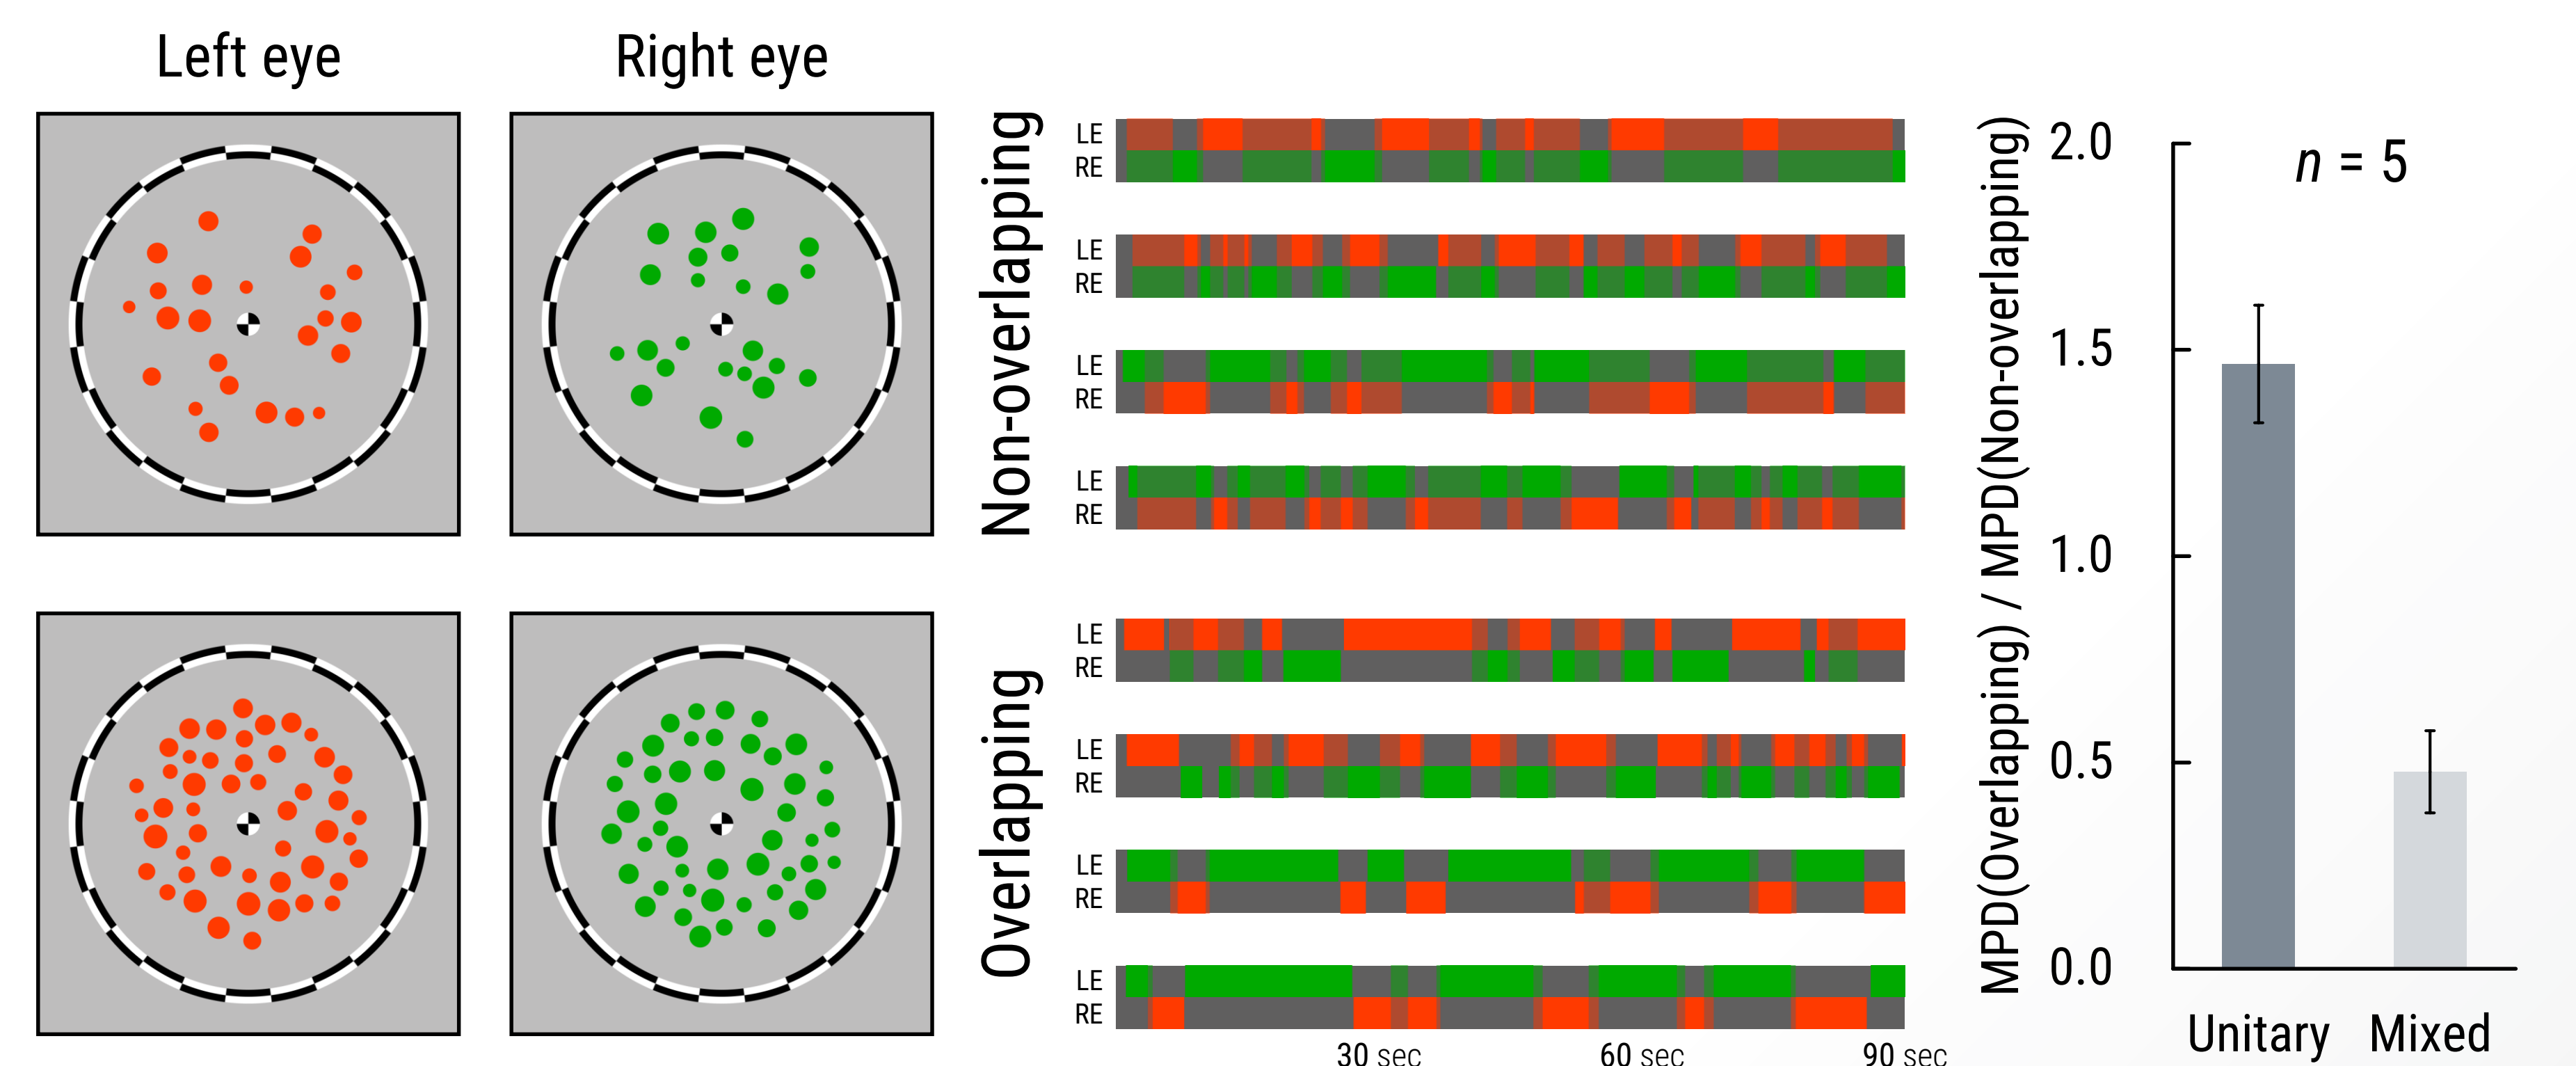 Left eye
Right eye
Non-overlapping
LE
RE
LE
RE
LE
RE
LE
RE
Overlapping
LE
RE
LE
RE
LE
RE
LE
RE
30 sec
60 sec
90 sec
MPD(Overlapping) / MPD(Non-overlapping)
2.0
1.5
1.0
0.5
0.0
n = 5
Unitary
Mixed